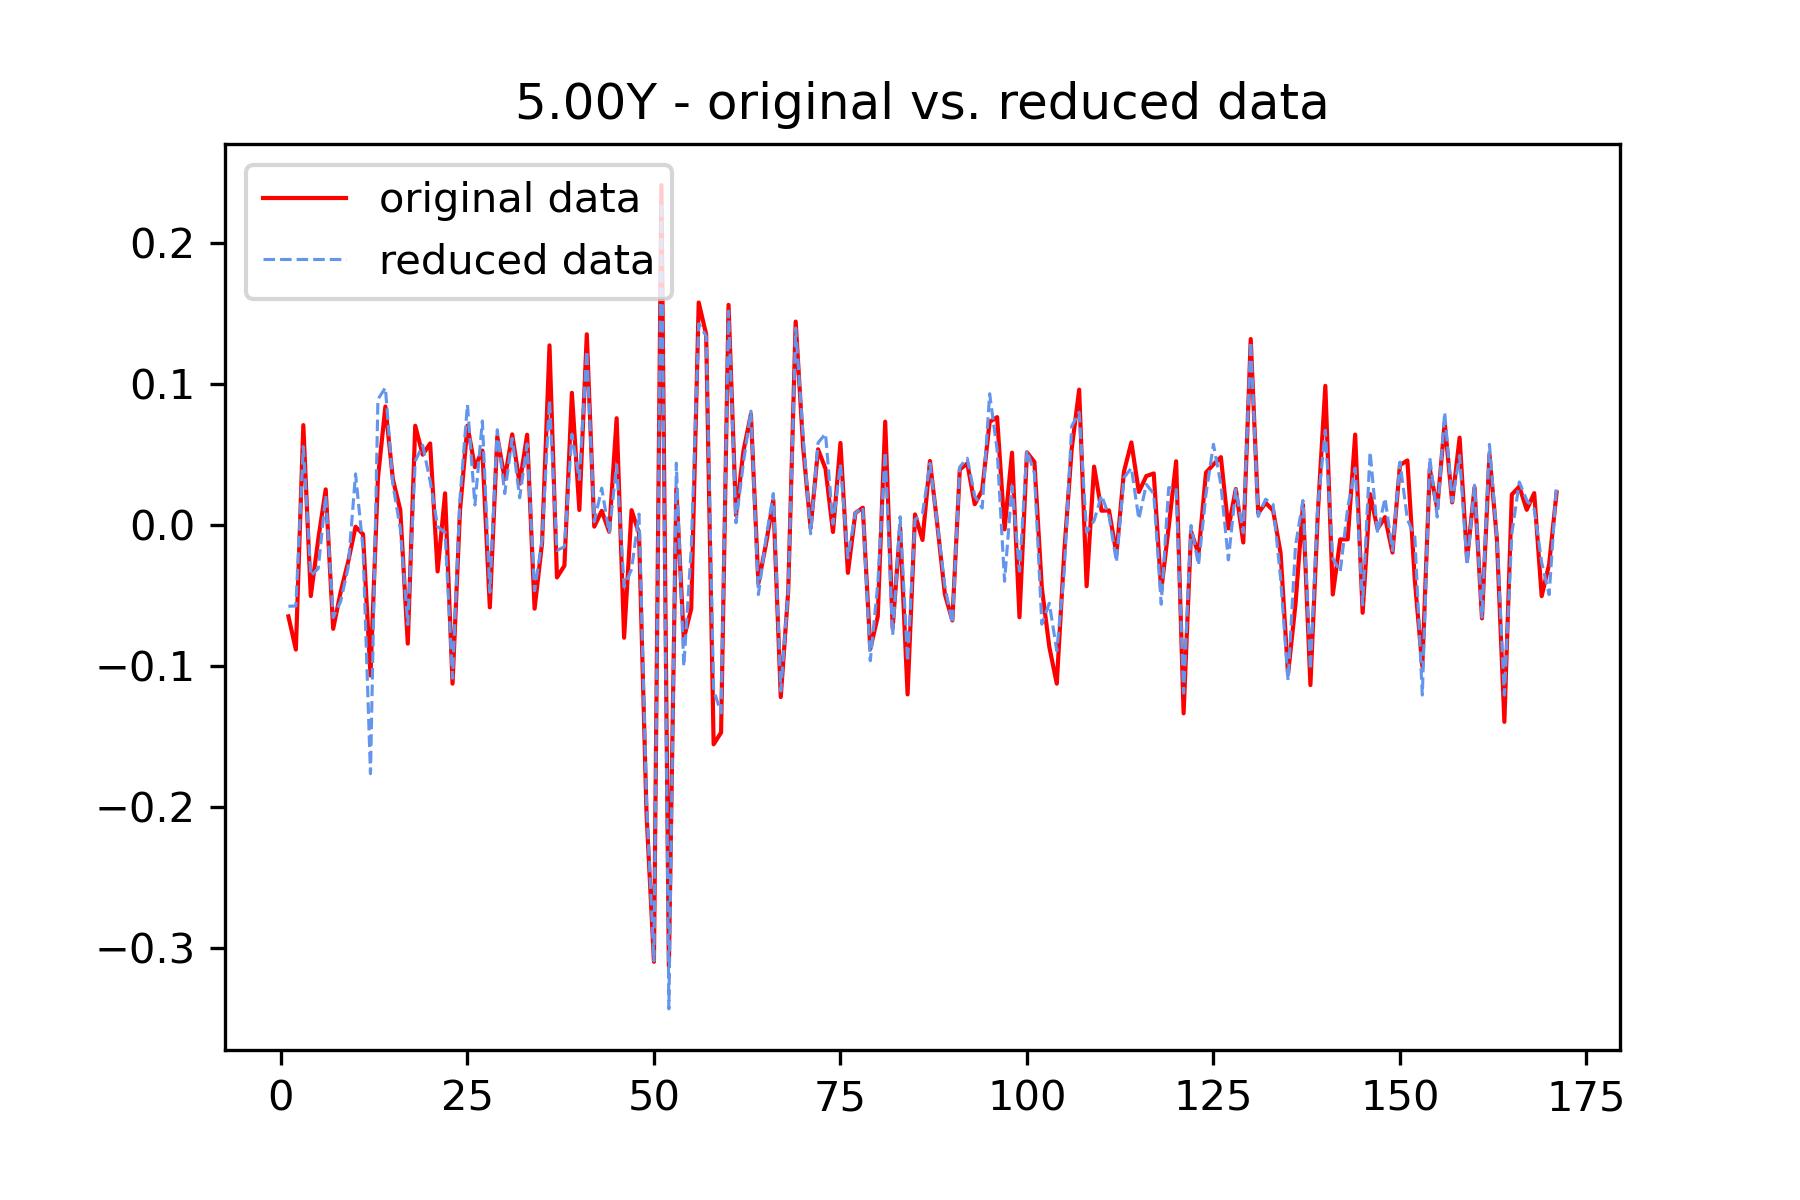 5.00Y - original vs. reduced data
original data
reduced data
0.2
0.1
0.0
−0.1
−0.2
−0.3
0 25 50 75 100 125 150 175